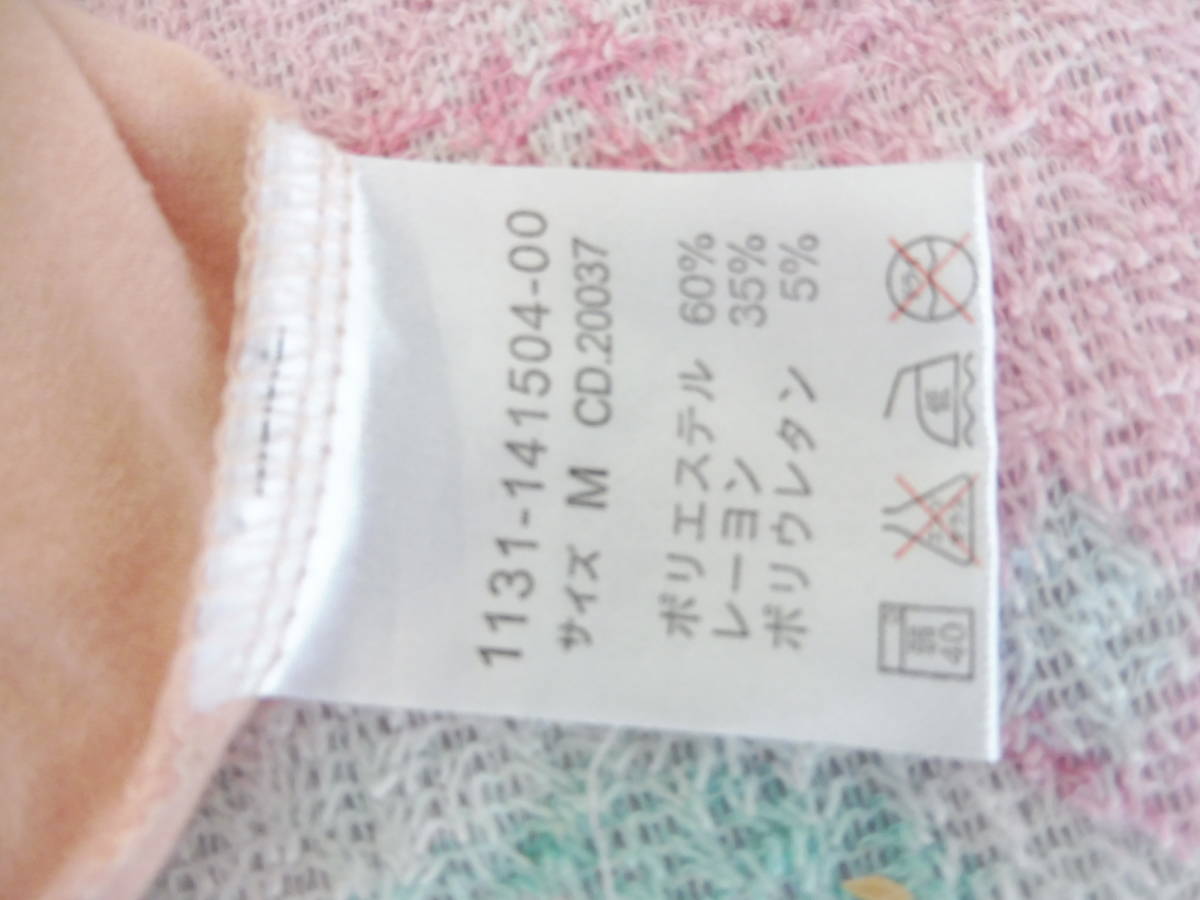 1131-141504-00
サイズ M CD.20037
ポリエステル 60%
レーヨン 35%
ポリウレタン 5%
40